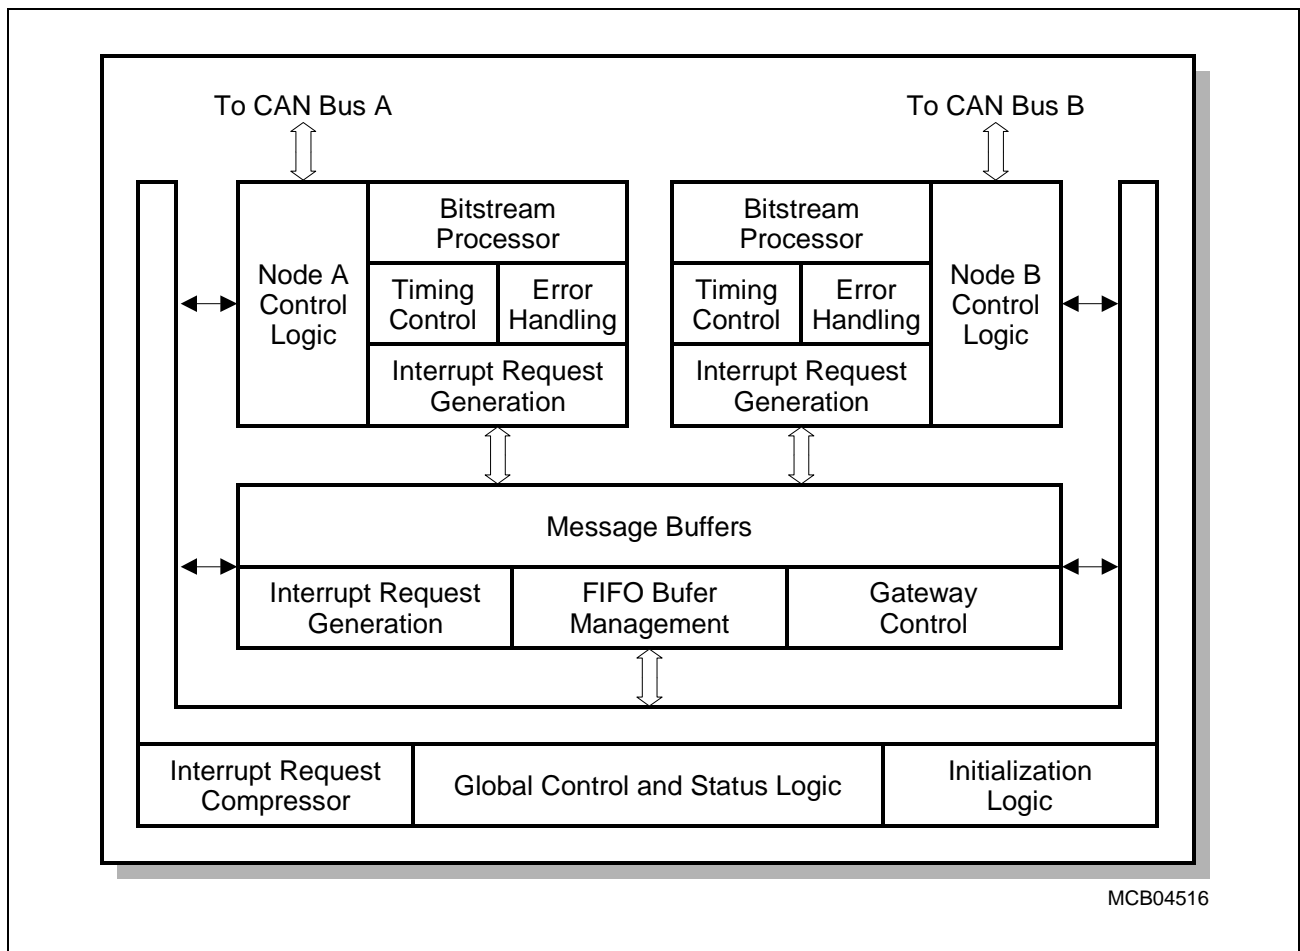 To CAN Bus A
To CAN Bus B
Node A
Control
Logic
Bitstream
Processor
Timing
Control
Error
Handling
Interrupt Request
Generation
Bitstream
Processor
Timing
Control
Error
Handling
Interrupt Request
Generation
Node B
Control
Logic
Message Buffers
Interrupt Request
Generation
FIFO Bufer
Management
Gateway
Control
Interrupt Request
Compressor
Global Control and Status Logic
Initialization
Logic
MCB04516